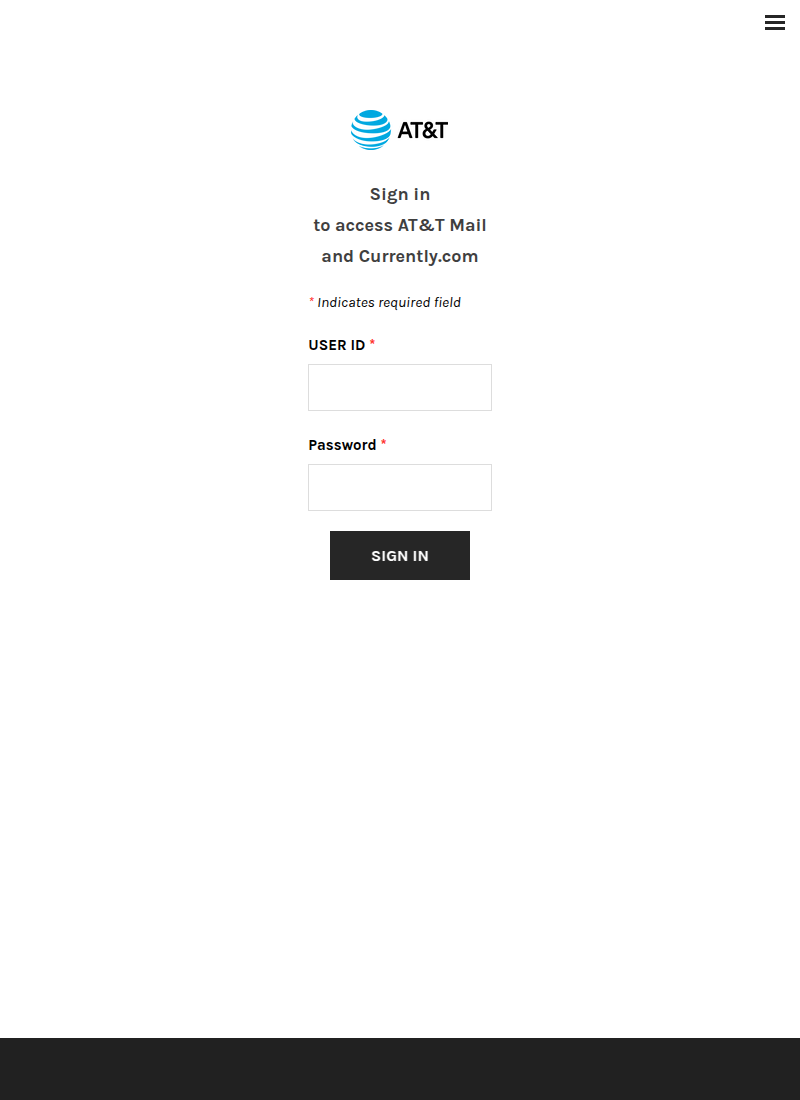 AT&T
Sign in
to access AT&T Mail
and Currently.com
* Indicates required field
USER ID *
Password *
SIGN IN